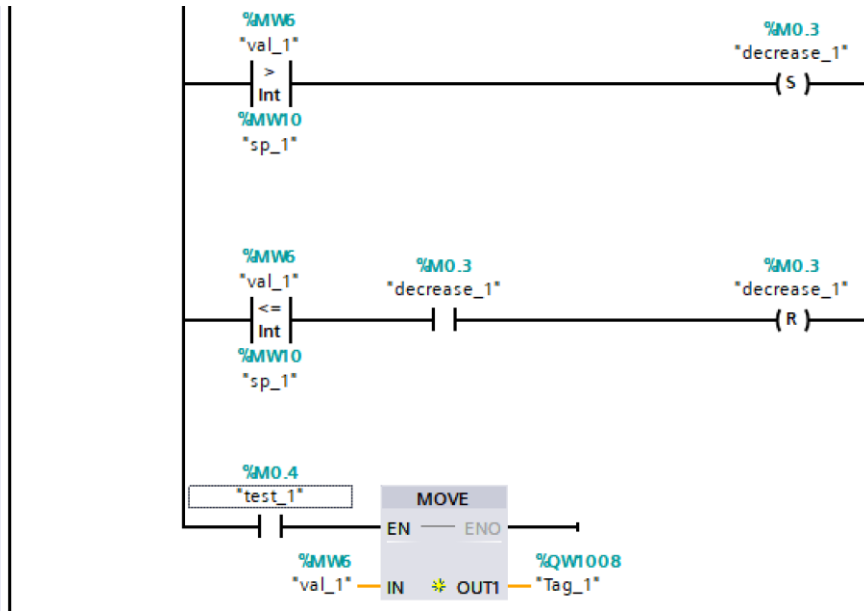 %MW6
"val_1"
>
Int
%MW10
"sp_1"
%M0.3
"decrease_1"
S
%MW6
"val_1"
<=
Int
%MW10
"sp_1"
%M0.3
"decrease_1"
%M0.3
"decrease_1"
R
%M0.4
"test_1"
MOVE
EN ENO
%MW6
"val_1" IN OUT1
%QW1008
"Tag_1"